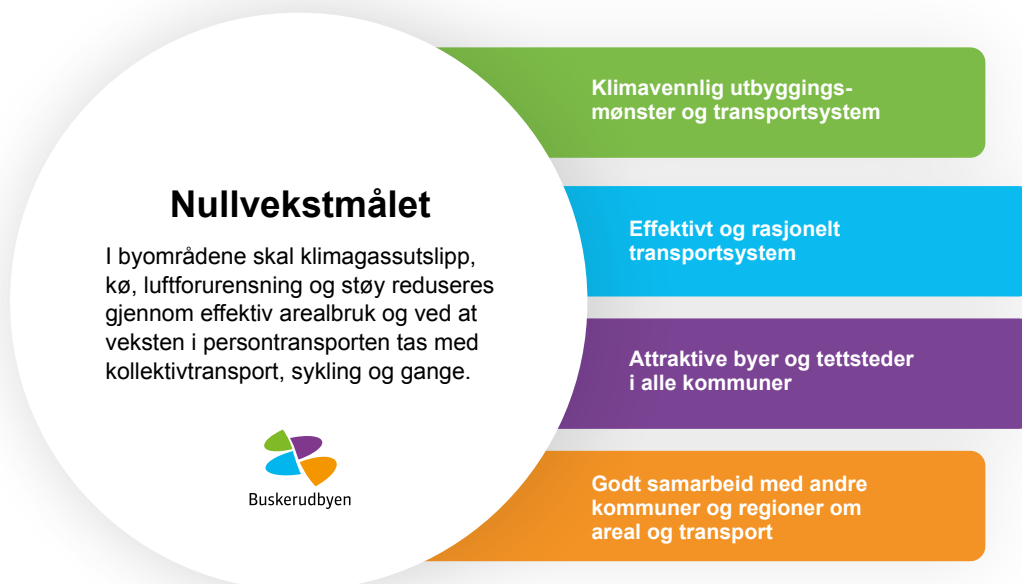 Nullvekstmålet
I byområdene skal klimagassutslipp,
kø, luftforurensning og støy reduseres
gjennom effektiv arealbruk og ved at
veksten i persontransporten tas med
kollektivtransport, sykling og gange.
Buskerudbyen
Klimavennlig utbyggings-
mønster og transportsystem
Effektivt og rasjonelt
transportsystem
Attraktive byer og tettsteder
i alle kommuner
Godt samarbeid med andre
kommuner og regioner om
areal og transport